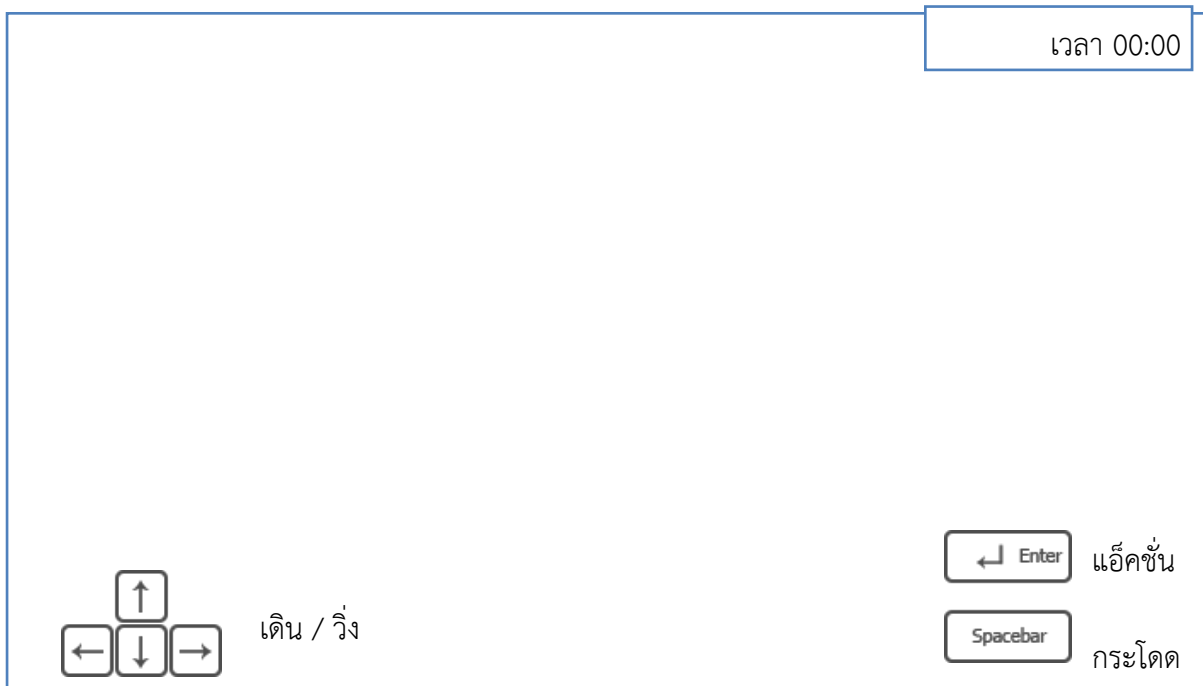 เวลา 00:00
↵ Enter แอ็คชั่น
↑
← ↓ → เดิน / วิ่ง
Spacebar กระโดด